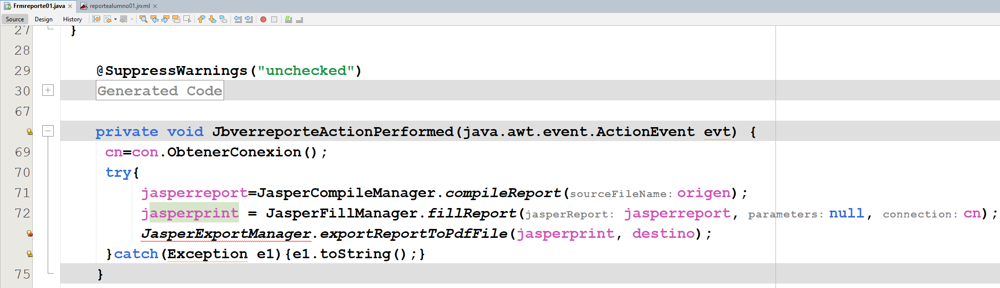 Frmreporte01.java reportealumno01.jrxml
Source Design History
27 }
28
29 @SuppressWarnings("unchecked")
30 Generated Code
67
private void JbverreporteActionPerformed(java.awt.event.ActionEvent evt) {
69 cn=con.ObtenerConexion();
70 try{
71 jasperreport=JasperCompileManager.compileReport(sourceFileName: origen);
72 jasperprint = JasperFillManager.fillReport(jasperReport: jasperreport, parameters: null, connection: cn);
JasperExportManager.exportReportToPdfFile(jasperprint, destino);
}catch(Exception e1){e1.toString();}
75 }